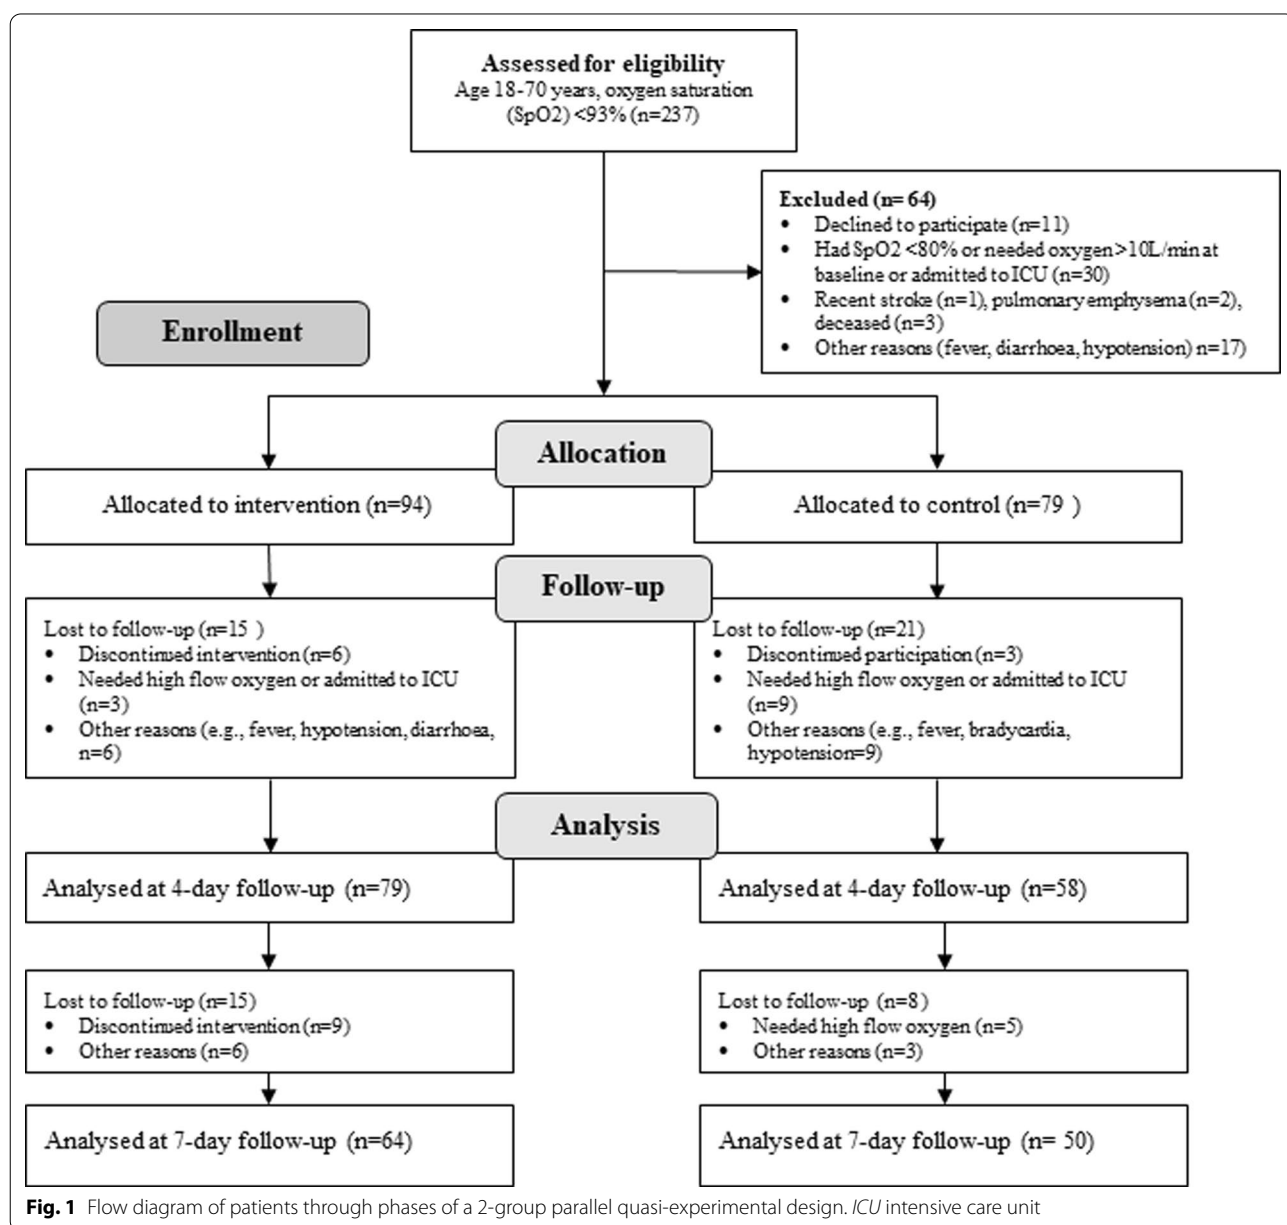 Assessed for eligibility
Age 18-70 years, oxygen saturation
(SpO2) <93% (n=237)
Excluded (n= 64)
• Declined to participate (n=11)
• Had SpO2 <80% or needed oxygen >10L/min at
baseline or admitted to ICU (n=30)
• Recent stroke (n=1), pulmonary emphysema (n=2),
deceased (n=3)
• Other reasons (fever, diarrhoea, hypotension) n=17)
Enrollment
Allocation
Allocated to intervention (n=94)
Allocated to control (n=79 )
Follow-up
Lost to follow-up (n=15 )
• Discontinued intervention (n=6)
• Needed high flow oxygen or admitted to ICU
(n=3)
• Other reasons (e.g., fever, hypotension, diarrhoea,
n=6)
Lost to follow-up (n=21)
• Discontinued participation (n=3)
• Needed high flow oxygen or admitted to ICU
(n=9)
• Other reasons (e.g., fever, bradycardia,
hypotension=9)
Analysis
Analysed at 4-day follow-up (n=79)
Analysed at 4-day follow-up (n=58)
Lost to follow-up (n=15)
• Discontinued intervention (n=9)
• Other reasons (n=6)
Lost to follow-up (n=8)
• Needed high flow oxygen (n=5)
• Other reasons (n=3)
Analysed at 7-day follow-up (n=64)
Analysed at 7-day follow-up (n= 50)
Fig. 1 Flow diagram of patients through phases of a 2-group parallel quasi-experimental design. ICU intensive care unit